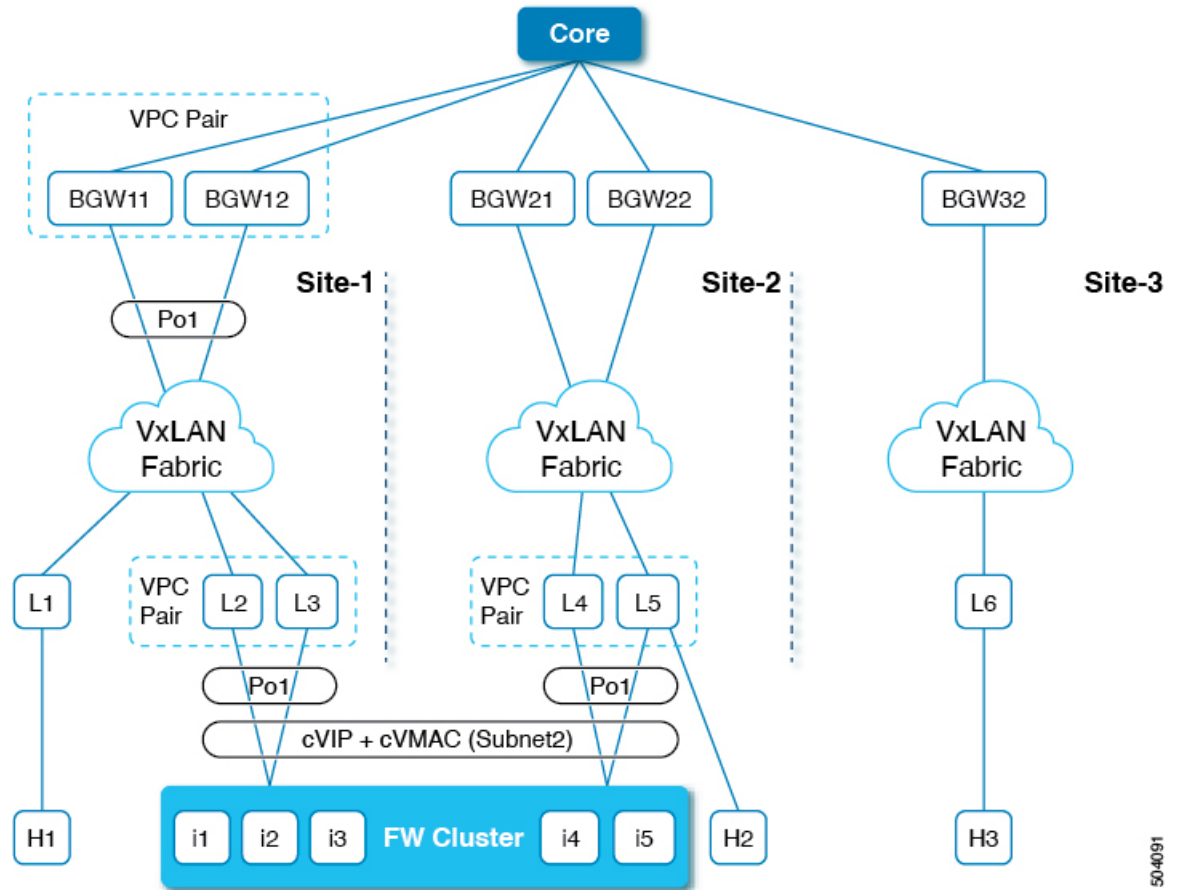 Core
VPC Pair
BGW11
BGW12
BGW21
BGW22
BGW32
Site-1
Site-2
Site-3
Po1
VxLAN
Fabric
VxLAN
Fabric
VxLAN
Fabric
L1
VPC
Pair
L2
L3
VPC
Pair
L4
L5
L6
Po1
Po1
cVIP + cVMAC (Subnet2)
H1
i1
i2
i3
FW Cluster
i4
i5
H2
H3
504091